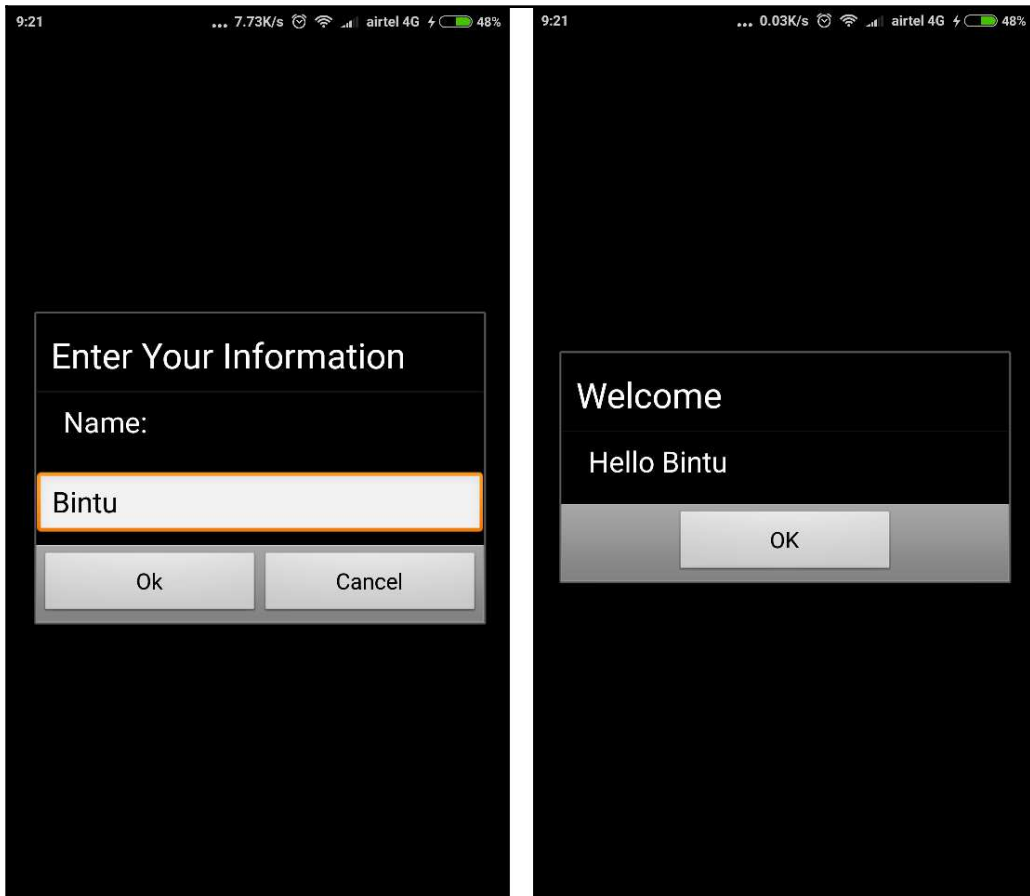 9:21
... 7.73K/s airtel 4G 48%
Enter Your Information
Name:
Bintu
Ok Cancel
9:21
... 0.03K/s airtel 4G 48%
Welcome
Hello Bintu
OK